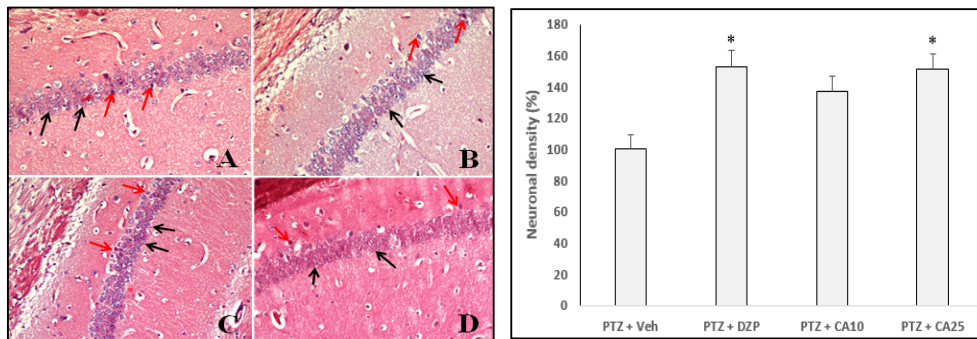 A
B
C
D
Neuronal density (%)
180
160
140
120
100
80
60
40
20
0
*
*
PTZ + Veh
PTZ + DZP
PTZ + CA10
PTZ + CA25